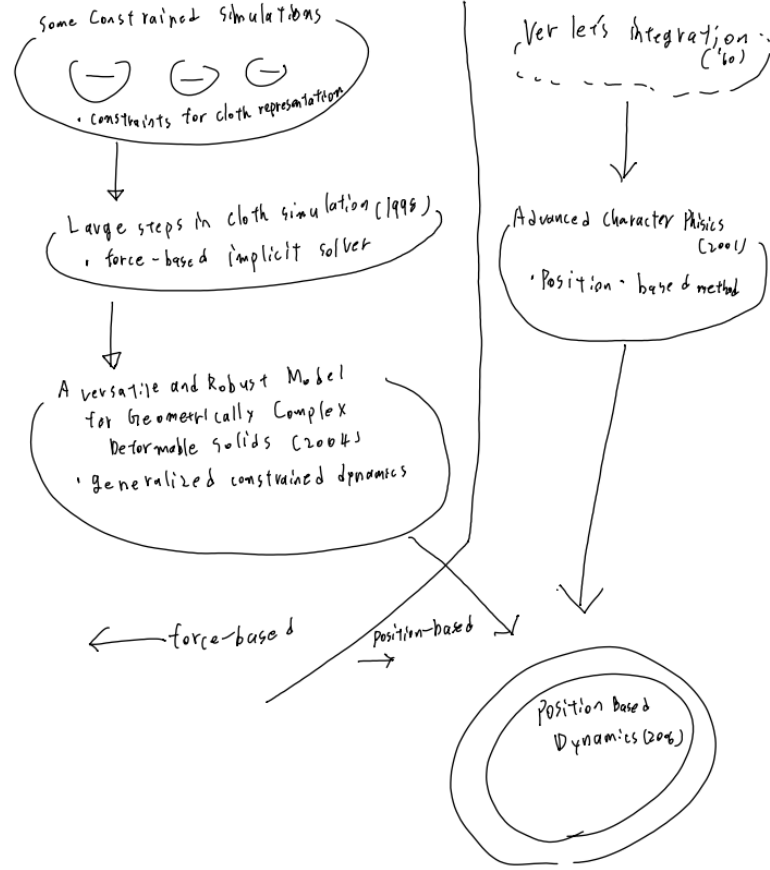 Some Constrained Simulations
· constraints for cloth representation
Large steps in cloth simulation (1998)
· force-based implicit solver
A versatile and Robust Model
for Geometrically Complex
Deformable Solids (2004)
· generalized constrained dynamics
← force-based
position-based
→
Verlet's integration
('60)
Advanced Character Phisics
(2001)
· Position-based method
Position Based
Dynamics (2006)